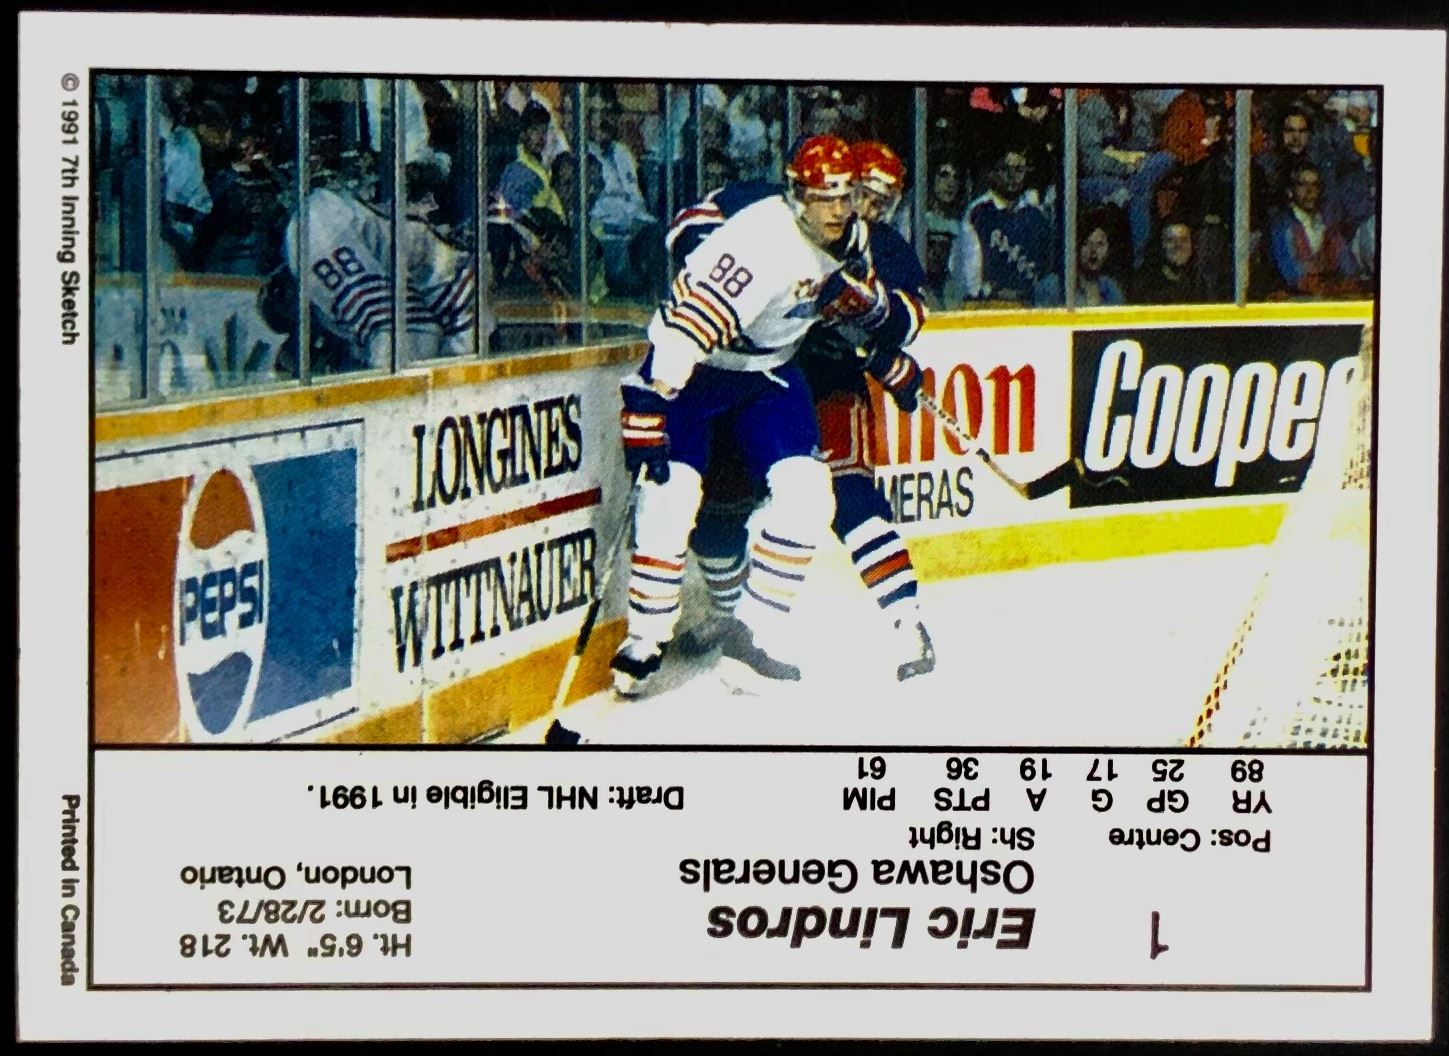 1
Eric Lindros
Oshawa Generals
Ht. 6'5" Wt. 218
Born: 2/28/73
London, Ontario
Pos: Centre Sh: Right
YR GP G A PTS PIM
89 25 17 19 36 61
Draft: NHL Eligible in 1991.
© 1991 7th Inning Sketch
Printed in Canada
88
88
PEPSI
LONGINES
WITTNAUER
Cooper